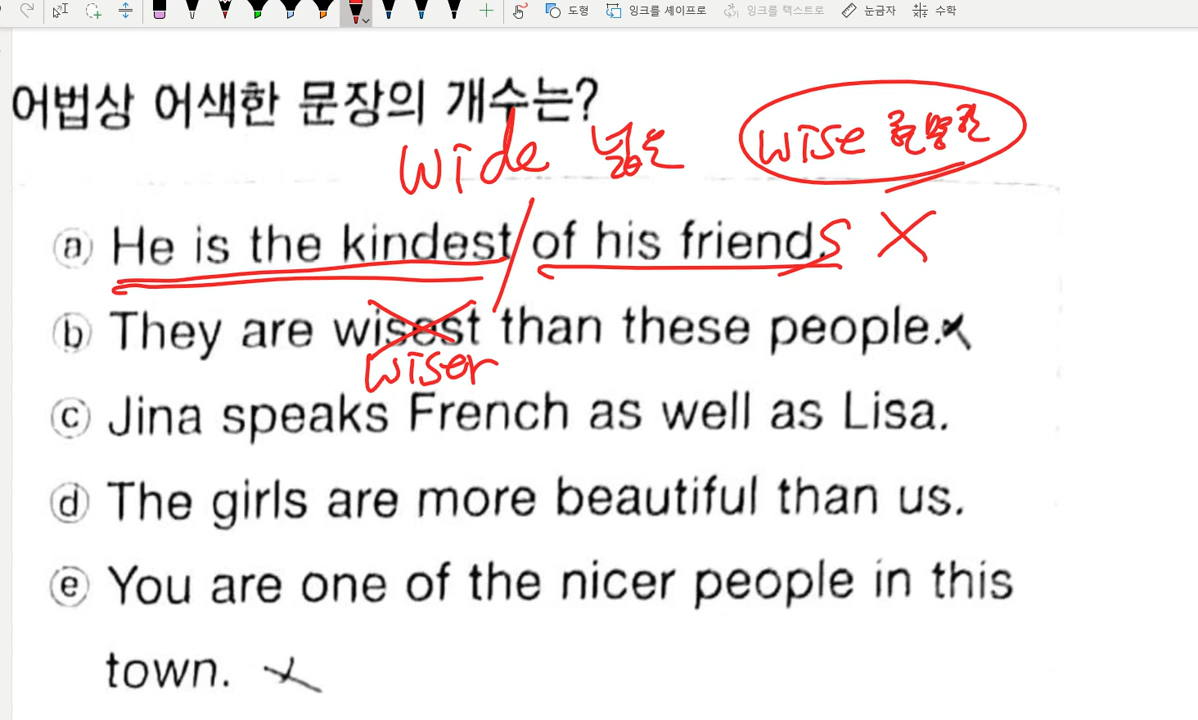 도형 잉크를 셰이프로 잉크를 텍스트로 눈금자 수학
어법상 어색한 문장의 개수는?
wide 넓은 wise 현명한
ⓐ He is the kindest / of his friends X
ⓑ They are wisest than these people. X
wiser
ⓒ Jina speaks French as well as Lisa.
ⓓ The girls are more beautiful than us.
ⓔ You are one of the nicer people in this
town. X